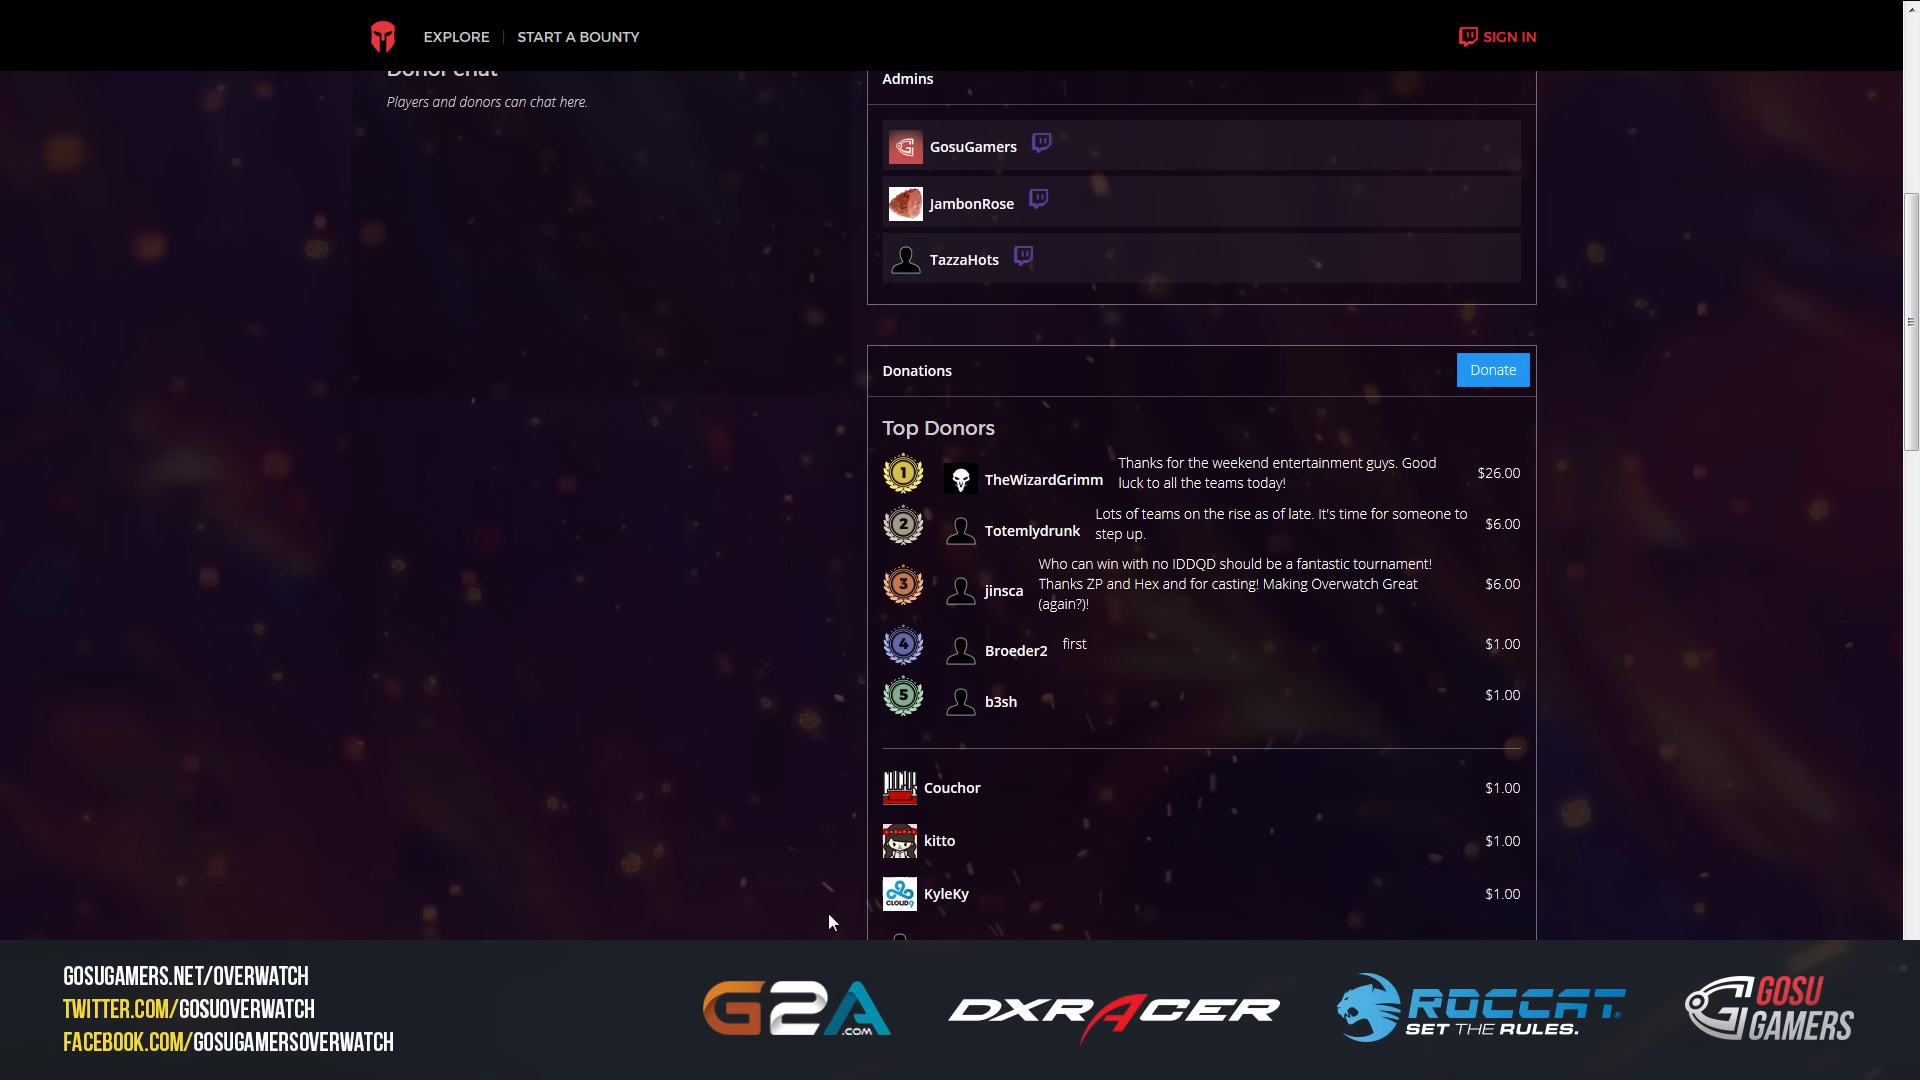 EXPLORE
START A BOUNTY
SIGN IN
Donor chat
Players and donors can chat here.
Admins
GosuGamers
JambonRose
TazzaHots
Donations
Donate
Top Donors
1
TheWizardGrimm
Thanks for the weekend entertainment guys. Good
luck to all the teams today!
$26.00
2
Totemlydrunk
Lots of teams on the rise as of late. It's time for someone to
step up.
$6.00
3
jinsca
Who can win with no IDDQD should be a fantastic tournament!
Thanks ZP and Hex and for casting! Making Overwatch Great
(again?)!
$6.00
4
Broeder2
first
$1.00
5
b3sh
$1.00
Couchor
$1.00
kitto
$1.00
CLOUD9
KyleKy
$1.00
GOSUGAMERS.NET/OVERWATCH
TWITTER.COM/GOSUOVERWATCH
FACEBOOK.COM/GOSUGAMERSOVERWATCH
G2A
.COM
DXRACER
ROCCAT
SET THE RULES.
GOSU
GAMERS